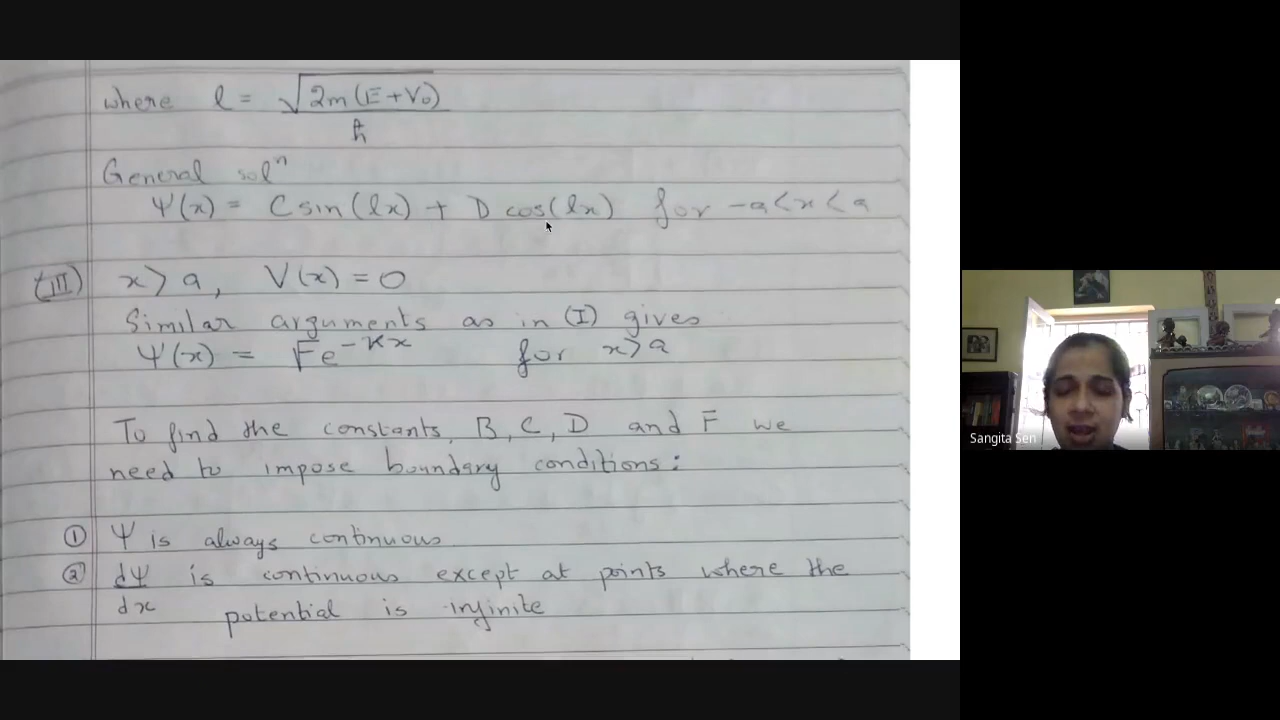 where l = √2m(E+V₀)
ħ
General solⁿ
Ψ(x) = C sin(lx) + D cos(lx) for -a<x<a
(III) x>a, V(x)=0
Similar arguments as in (I) gives
Ψ(x) = Fe^-κx for x>a
To find the constants, B, C, D and F we
need to impose boundary conditions:
① Ψ is always continuous
② dΨ is continuous except at points where the
dx potential is infinite
Sangita Sen